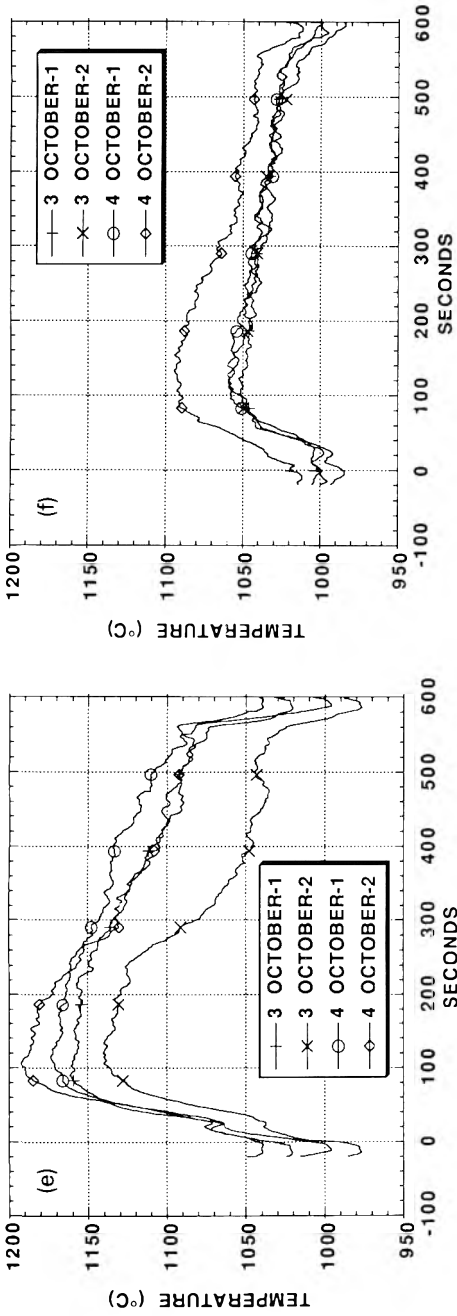 (e)
TEMPERATURE (°C)
1200
1150
1100
1050
1000
950
-100
0
100
200
300
400
500
600
SECONDS
3 OCTOBER-1
3 OCTOBER-2
4 OCTOBER-1
4 OCTOBER-2
(f)
TEMPERATURE (°C)
1200
1150
1100
1050
1000
950
-100
0
100
200
300
400
500
600
SECONDS
3 OCTOBER-1
3 OCTOBER-2
4 OCTOBER-1
4 OCTOBER-2